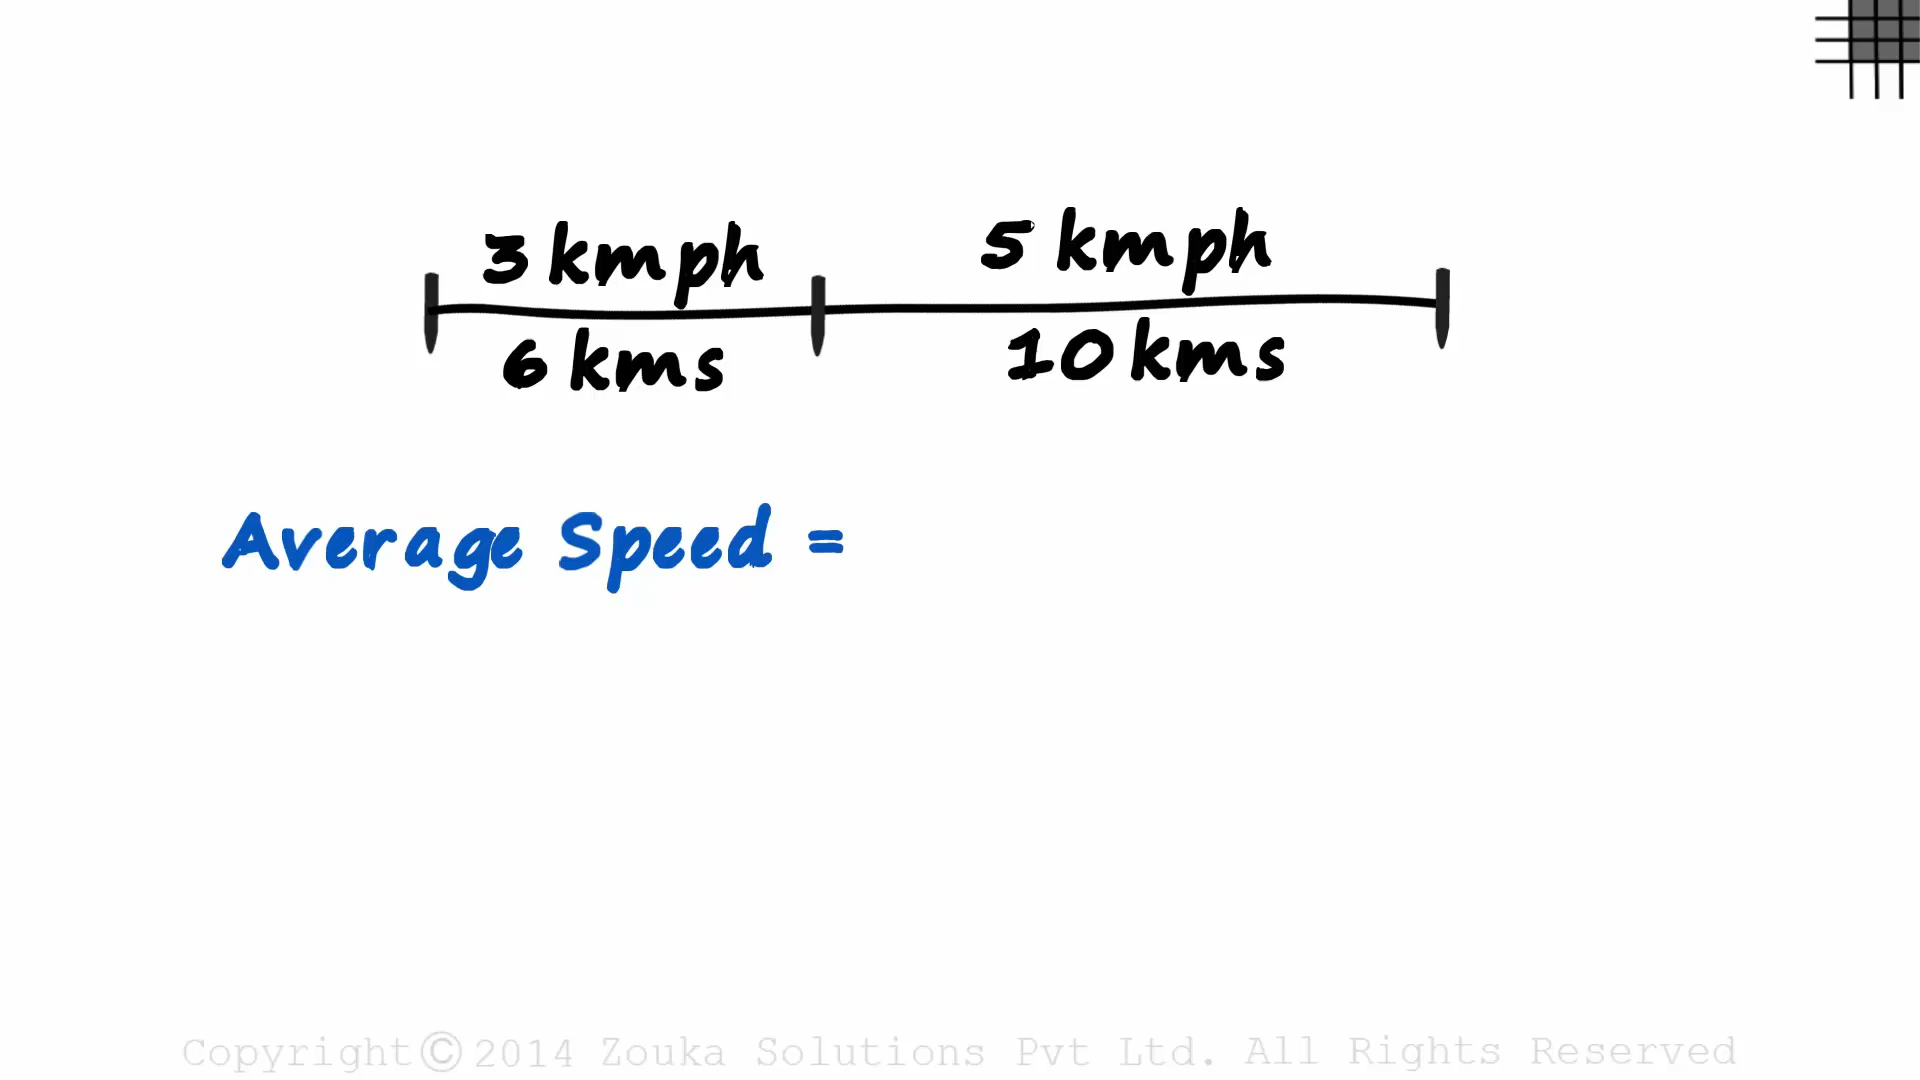 3 kmph 5 kmph
6 kms 10 kms
Average Speed =
Copyright©2014 Zouka Solutions Pvt Ltd. All Rights Reserved